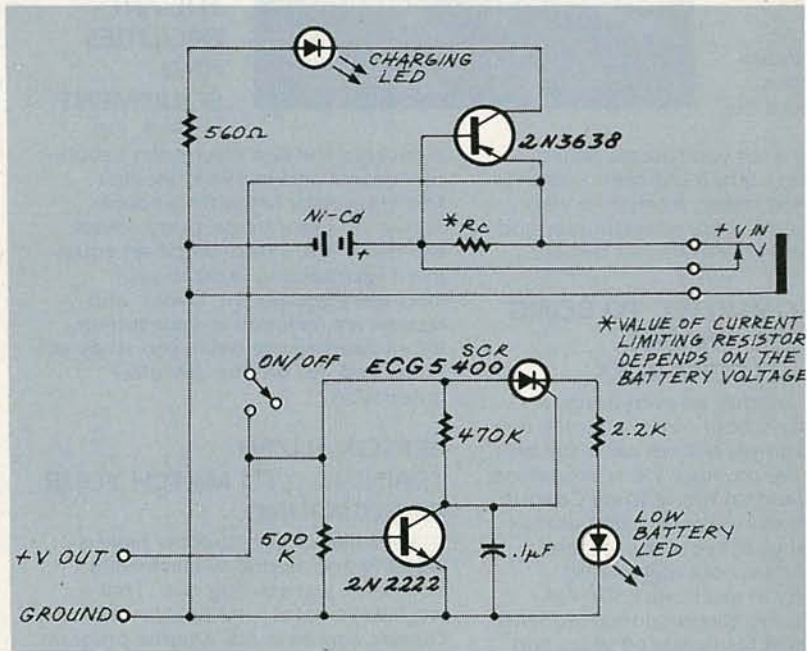 CHARGING
LED
560Ω
2N3638
Ni-Cd
+
*RC
+V IN
*VALUE OF CURRENT
LIMITING RESISTOR
DEPENDS ON THE
BATTERY VOLTAGE
ON/OFF
SCR
ECG5400
470K
2.2K
500
K
LOW
BATTERY
LED
.1µF
+V OUT
2N2222
GROUND